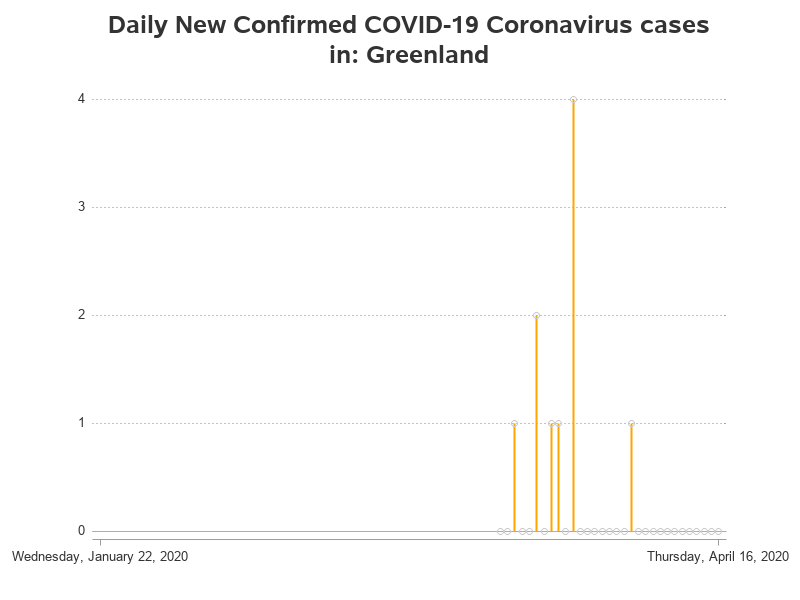 Daily New Confirmed COVID-19 Coronavirus cases
in: Greenland
4
3
2
1
0
Wednesday, January 22, 2020 Thursday, April 16, 2020